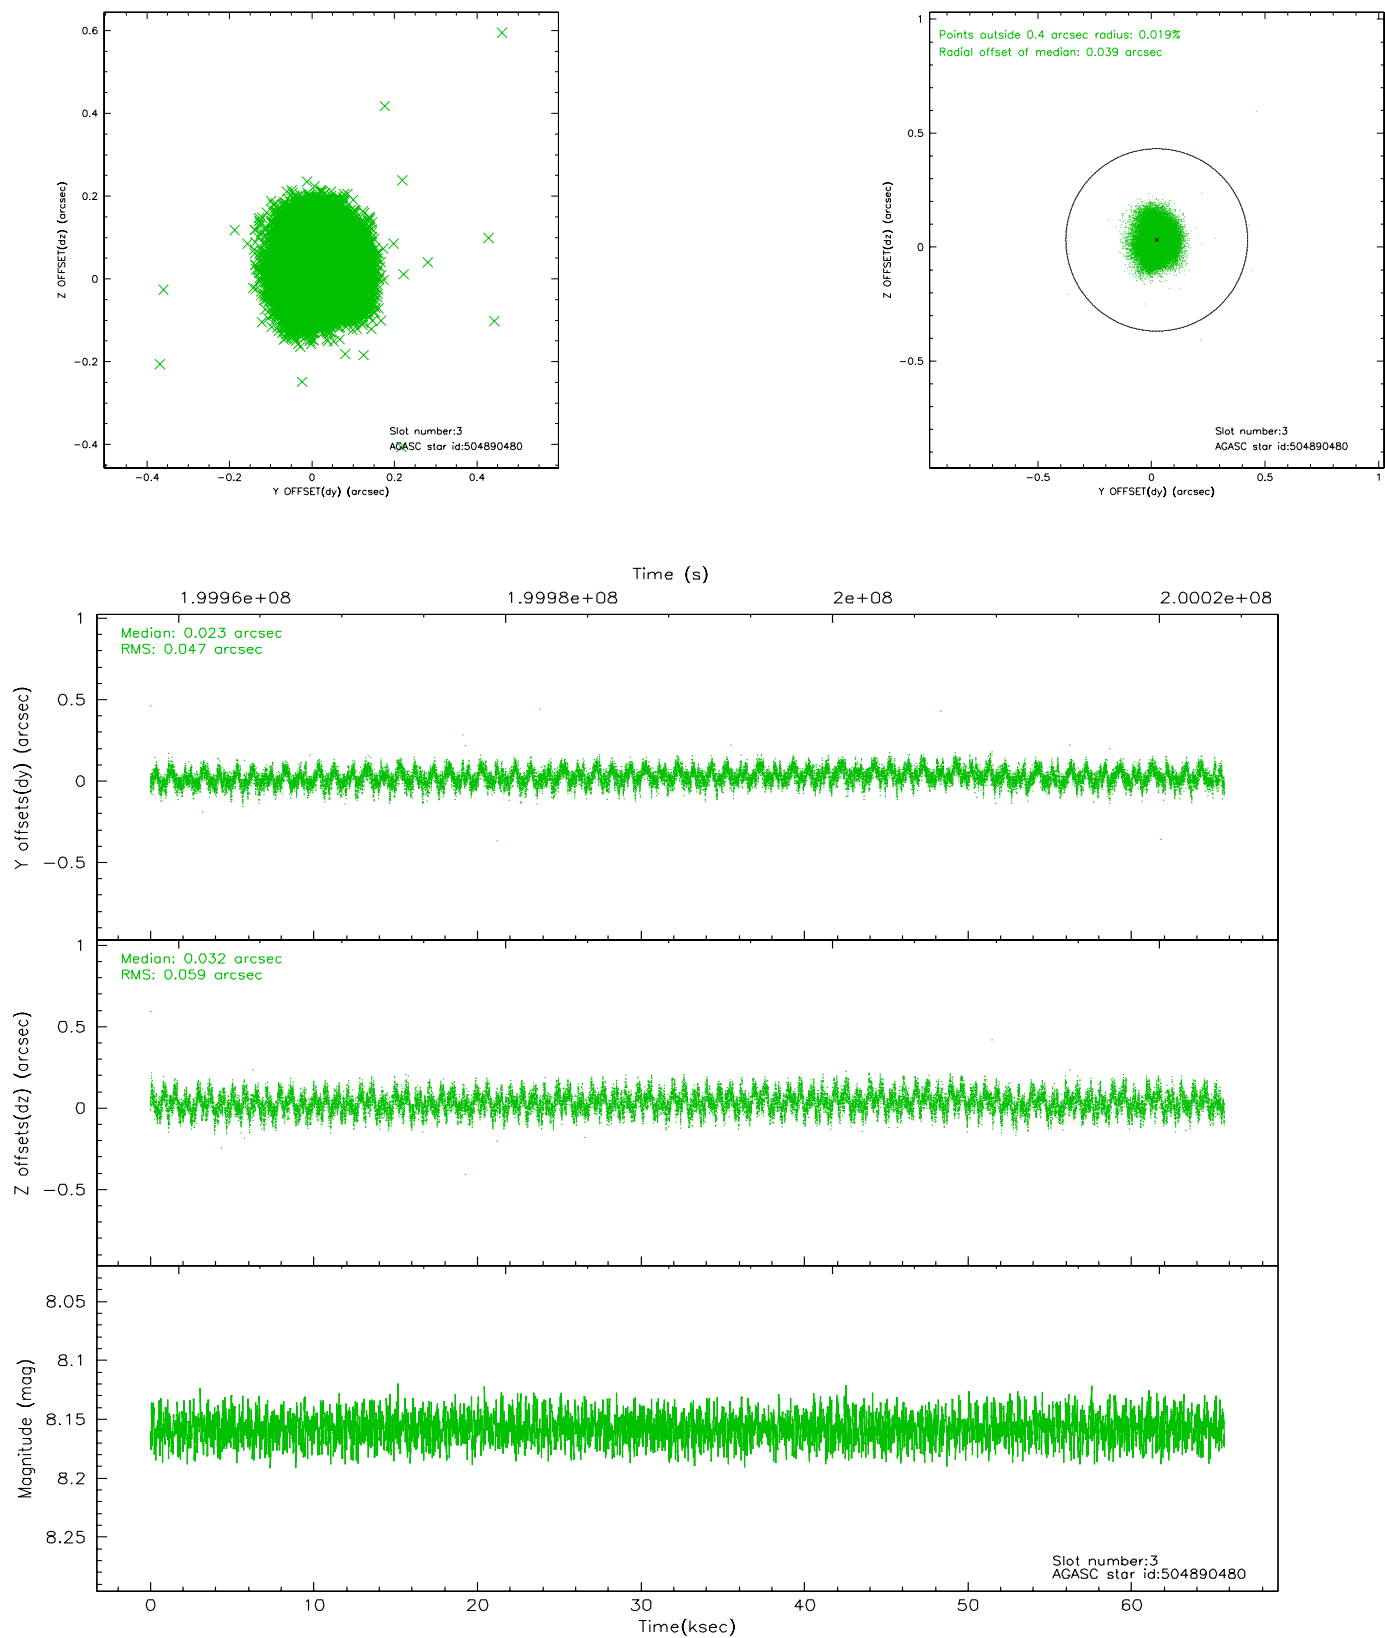 0.6
0.4
0.2
0
−0.2
−0.4
Z OFFSET(dz) (arcsec)
Slot number:3
AGASC star id:504890480
−0.4
−0.2
0
0.2
0.4
Y OFFSET(dy) (arcsec)
1
0.5
0
−0.5
Z OFFSET(dz) (arcsec)
Points outside 0.4 arcsec radius: 0.019%
Radial offset of median: 0.039 arcsec
Slot number:3
AGASC star id:504890480
−0.5
0
0.5
1
Y OFFSET(dy) (arcsec)
Time (s)
1.9996e+08
1.9998e+08
2e+08
2.0002e+08
1
0.5
0
−0.5
Y offsets(dy) (arcsec)
Median: 0.023 arcsec
RMS: 0.047 arcsec
1
0.5
0
−0.5
Z offsets(dz) (arcsec)
Median: 0.032 arcsec
RMS: 0.059 arcsec
8.05
8.1
8.15
8.2
8.25
Magnitude (mag)
Slot number:3
AGASC star id:504890480
0
10
20
30
40
50
60
Time(ksec)